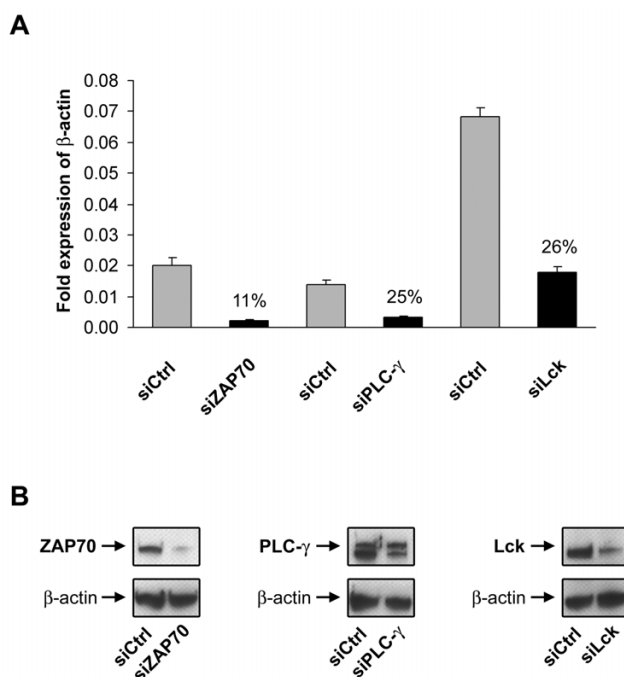 A
Fold expression of β-actin
0.08
0.07
0.06
0.05
0.04
0.03
0.02
0.01
0.00
11%
25%
26%
siCtrl
siZAP70
siCtrl
siPLC-γ
siCtrl
siLck
B
ZAP70
β-actin
siCtrl
siZAP70
PLC-γ
β-actin
siCtrl
siPLC-γ
Lck
β-actin
siCtrl
siLck